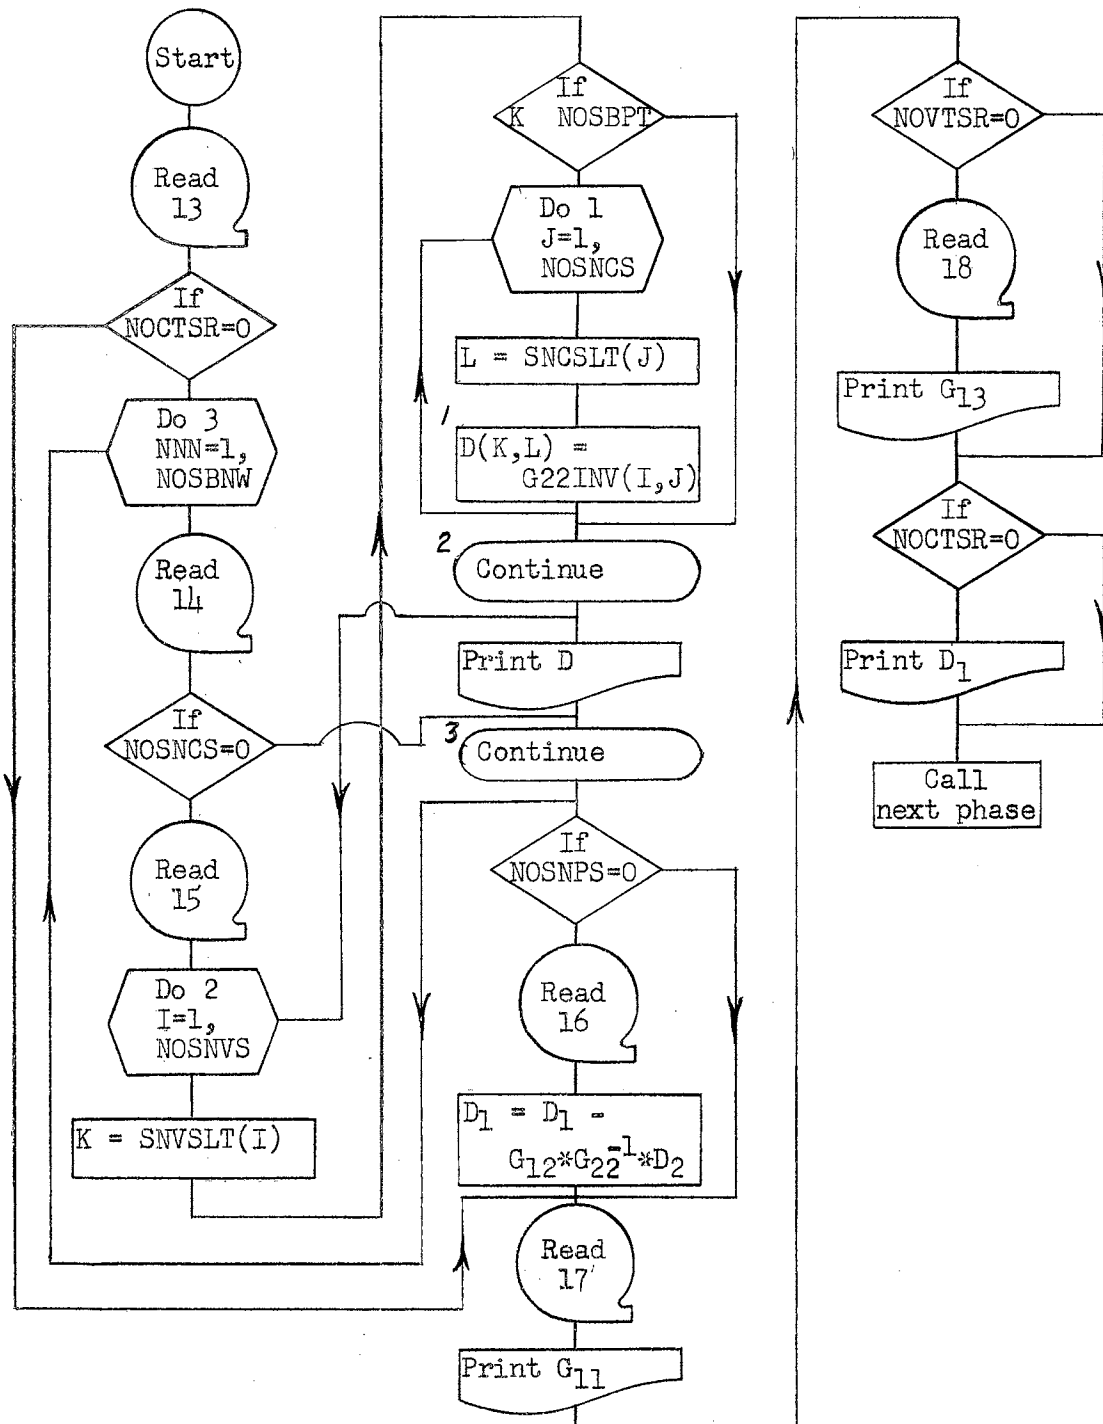 Start
Read
13
If
NOCTSR=0
Do 3
NNN=1,
NOSBNW
Read
14
If
NOSNCS=0
Read
15
Do 2
I=1,
NOSNVS
K = SNVSLT(I)
If
K NOSBPT
Do 1
J=1,
NOSNCS
L = SNCSLT(J)
1
D(K,L) =
G22INV(I,J)
2
Continue
Print D
3
Continue
If
NOSNPS=0
Read
16
D1 = D1 -
G12*G22^-1*D2
Read
17
Print G11
If
NOVTSR=0
Read
18
Print G13
If
NOCTSR=0
Print D1
Call
next phase